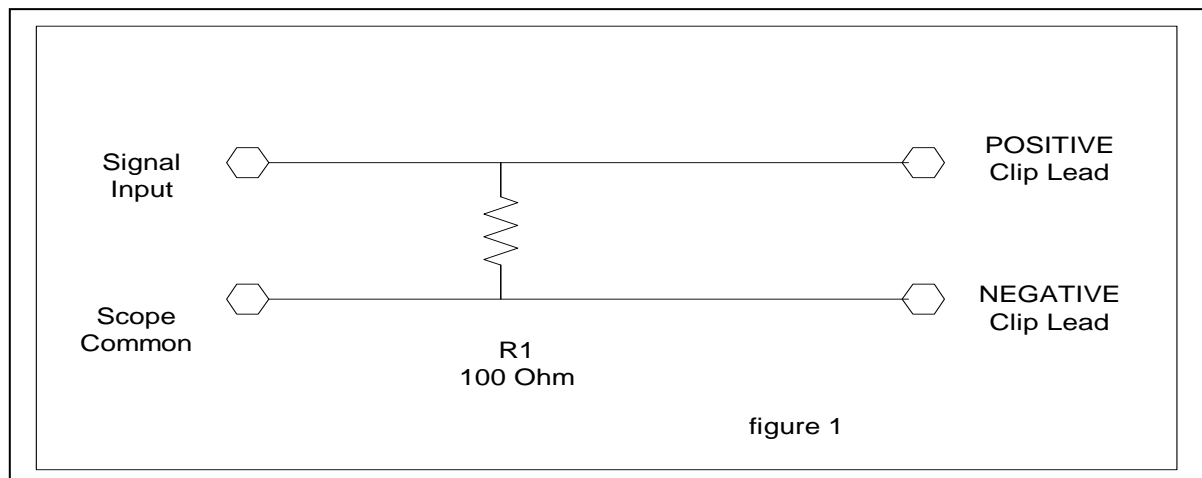 Signal
Input
POSITIVE
Clip Lead
Scope
Common
NEGATIVE
Clip Lead
R1
100 Ohm
figure 1